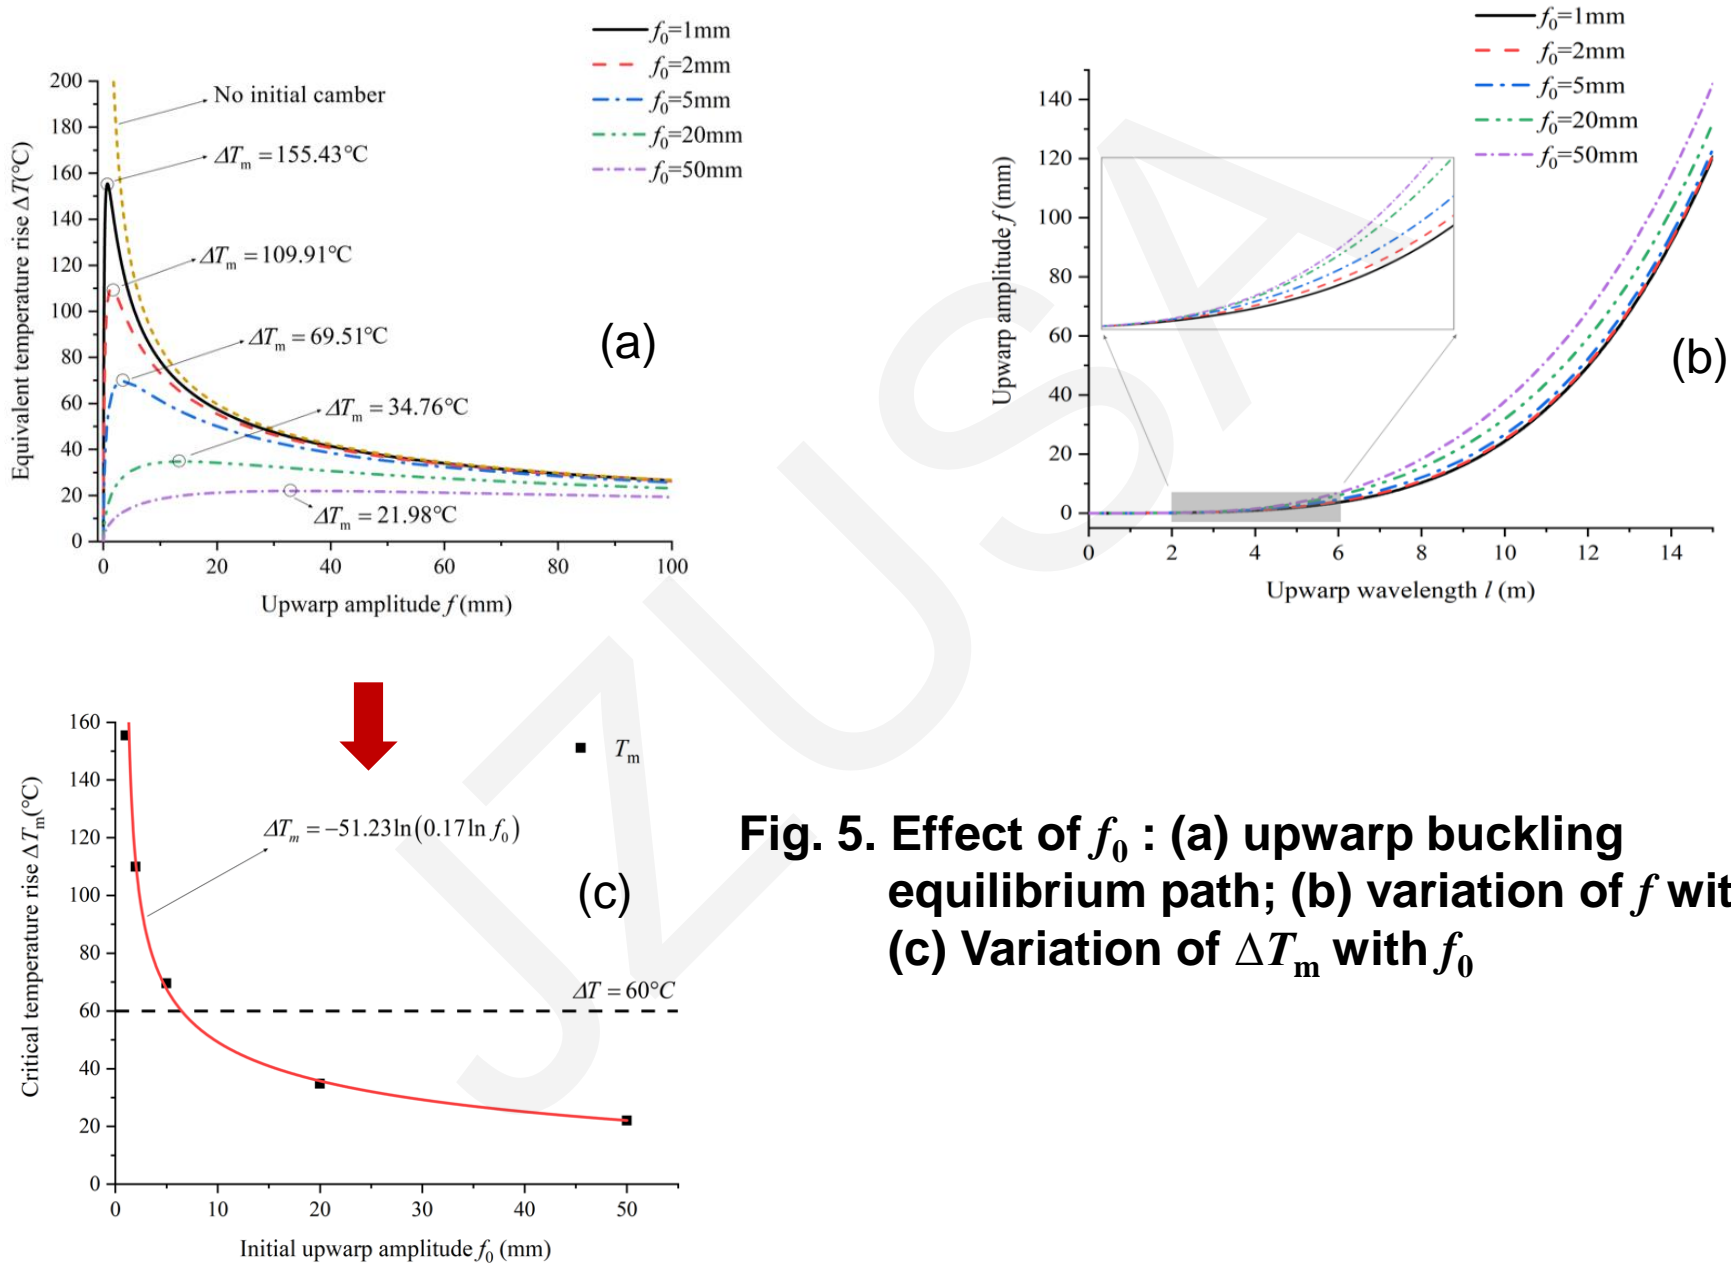 f₀=1mm
f₀=2mm
f₀=5mm
f₀=20mm
f₀=50mm
200
180
160
140
120
100
80
60
40
20
0
No initial camber
ΔTₘ = 155.43℃
ΔTₘ = 109.91℃
ΔTₘ = 69.51℃
ΔTₘ = 34.76℃
ΔTₘ = 21.98℃
(a)
Equivalent temperature rise ΔT(℃)
0 20 40 60 80 100
Upwarp amplitude f (mm)
f₀=1mm
f₀=2mm
f₀=5mm
f₀=20mm
f₀=50mm
140
120
100
80
60
40
20
0
(b)
Upwarp amplitude f (mm)
0 2 4 6 8 10 12 14
Upwarp wavelength l (m)
160
140
120
100
80
60
40
20
0
Tₘ
ΔTₘ = −51.23ln(0.17ln f₀)
(c)
ΔT = 60°C
Critical temperature rise ΔTₘ(℃)
0 10 20 30 40 50
Initial upwarp amplitude f₀ (mm)
Fig. 5. Effect of f₀ : (a) upwarp buckling
equilibrium path; (b) variation of f wit
(c) Variation of ΔTₘ with f₀
JZUSA